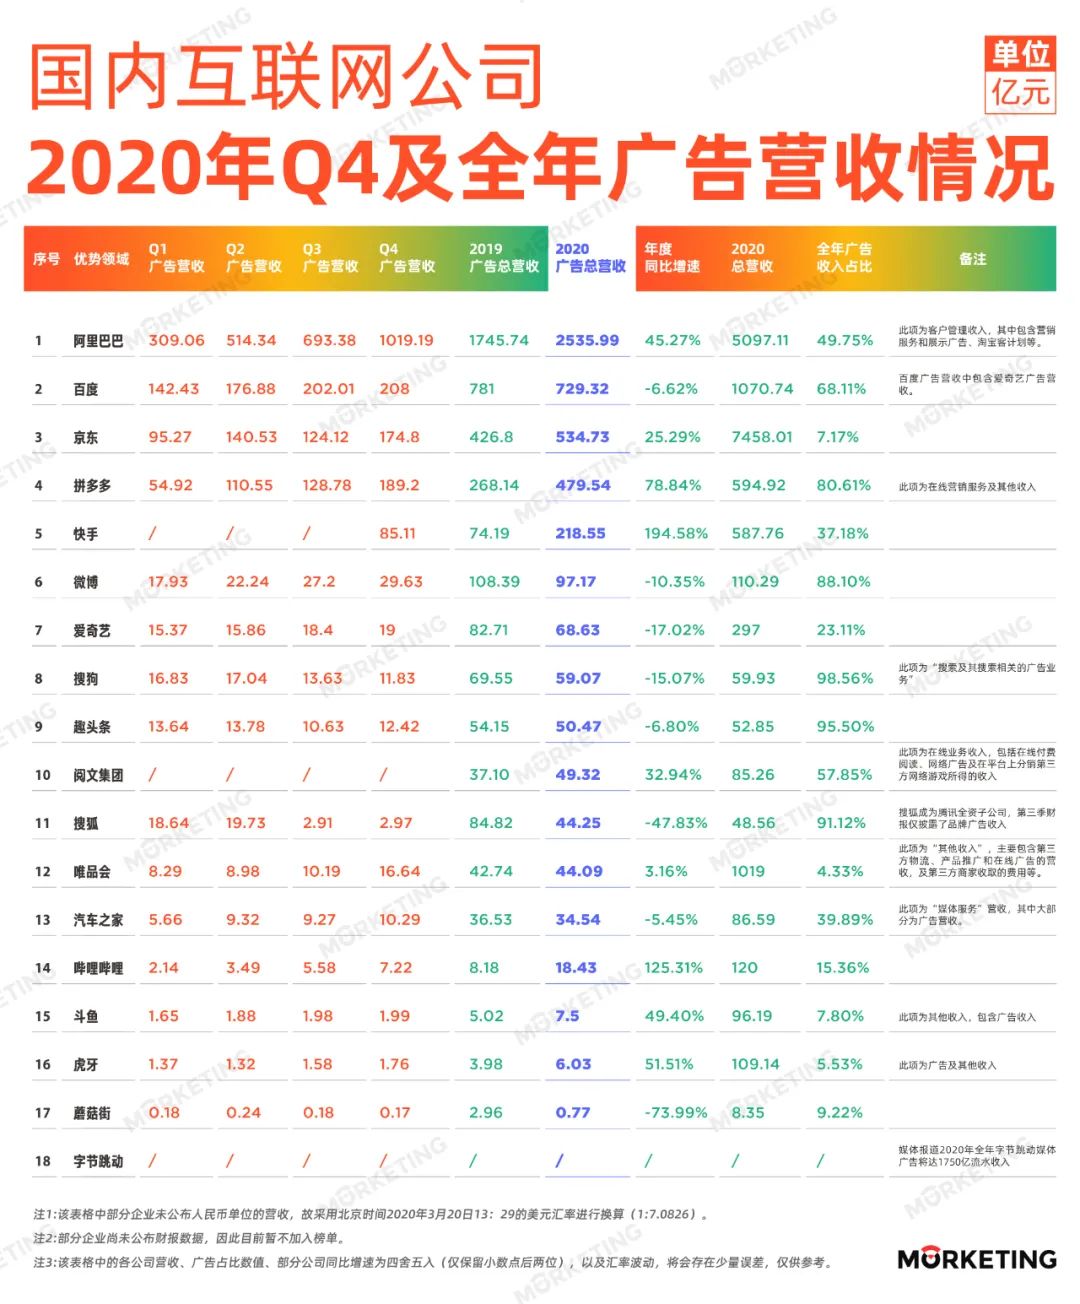 国内互联网公司
单位
亿元
2020年Q4及全年广告营收情况
序号 优势领域 Q1 广告营收 Q2 广告营收 Q3 广告营收 Q4 广告营收 2019 广告总营收 2020 广告总营收 年度同比增速 2020 总营收 全年广告收入占比 备注
1 阿里巴巴 309.06 514.34 693.38 1019.19 1745.74 2535.99 45.27% 5097.11 49.75% 此项为客户管理收入，其中包含营销服务和展示广告、淘宝客计划等。
2 百度 142.43 176.88 202.01 208 781 729.32 -6.62% 1070.74 68.11% 百度广告营收中包含爱奇艺广告营收。
3 京东 95.27 140.53 124.12 174.8 426.8 534.73 25.29% 7458.01 7.17%
4 拼多多 54.92 110.55 128.78 189.2 268.14 479.54 78.84% 594.92 80.61% 此项为在线营销服务及其他收入
5 快手 / / / 85.11 74.19 218.55 194.58% 587.76 37.18%
6 微博 17.93 22.24 27.2 29.63 108.39 97.17 -10.35% 110.29 88.10%
7 爱奇艺 15.37 15.86 18.4 19 82.71 68.63 -17.02% 297 23.11%
8 搜狗 16.83 17.04 13.63 11.83 69.55 59.07 -15.07% 59.93 98.56% 此项为“搜索及其搜索相关的广告业务”
9 趣头条 13.64 13.78 10.63 12.42 54.15 50.47 -6.80% 52.85 95.50%
10 阅文集团 / / / / 37.10 49.32 32.94% 85.26 57.85% 此项为在线业务收入，包括在线付费阅读、网络广告及在平台上分销第三方网络游戏所得的收入
11 搜狐 18.64 19.73 2.91 2.97 84.82 44.25 -47.83% 48.56 91.12% 搜狐成为腾讯全资子公司，第三季财报仅披露了品牌广告收入
12 唯品会 8.29 8.98 10.19 16.64 42.74 44.09 3.16% 1019 4.33% 此项为“其他收入”，主要包含第三方物流、产品推广和在线广告的营收，及第三方商家收取的费用等。
13 汽车之家 5.66 9.32 9.27 10.29 36.53 34.54 -5.45% 86.59 39.89% 此项为“媒体服务”营收，其中大部分为广告营收。
14 哔哩哔哩 2.14 3.49 5.58 7.22 8.18 18.43 125.31% 120 15.36%
15 斗鱼 1.65 1.88 1.98 1.99 5.02 7.5 49.40% 96.19 7.80% 此项为其他收入，包含广告收入
16 虎牙 1.37 1.32 1.58 1.76 3.98 6.03 51.51% 109.14 5.53% 此项为广告及其他收入
17 蘑菇街 0.18 0.24 0.18 0.17 2.96 0.77 -73.99% 8.35 9.22%
18 字节跳动 / / / / / / / / / 媒体报道2020年全年字节跳动媒体广告将达1750亿流水收入
注1:该表格中部分企业未公布人民币单位的营收，故采用北京时间2020年3月20日13：29的美元汇率进行换算（1:7.0826）。
注2:部分企业尚未公布财报数据，因此目前暂不加入榜单。
注3:该表格中的各公司营收、广告占比数值、部分公司同比增速为四舍五入（仅保留小数点后两位），以及汇率波动，将会存在少量误差，仅供参考。
MORKETING